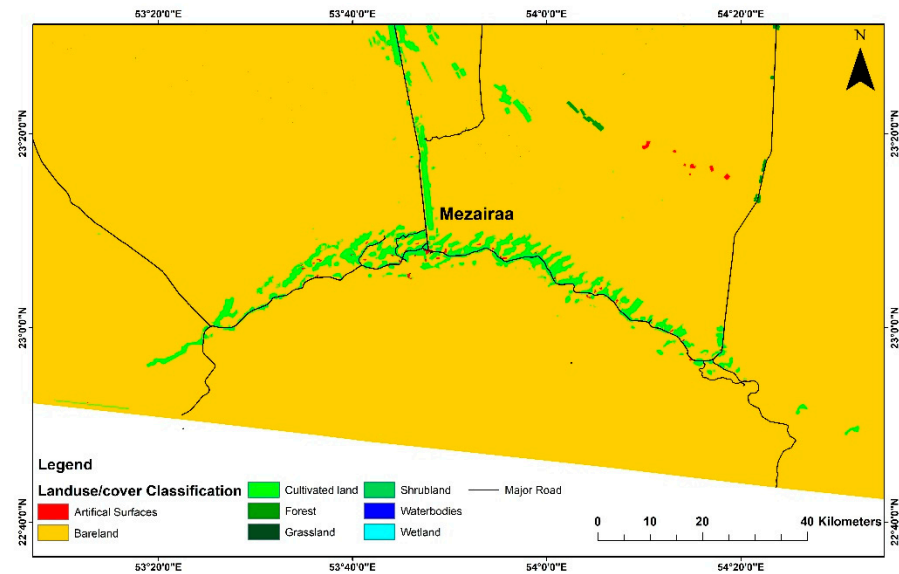 53°20'0"E 53°40'0"E 54°0'0"E 54°20'0"E
N
23°20'0"N 23°20'0"N
Mezairaa
23°0'0"N 23°0'0"N
Legend
Landuse/cover Classification
Artifical Surfaces
Bareland
Cultivated land
Forest
Grassland
Shrubland
Waterbodies
Wetland
Major Road
0 10 20 40 Kilometers
22°40'0"N 22°40'0"N
53°20'0"E 53°40'0"E 54°0'0"E 54°20'0"E